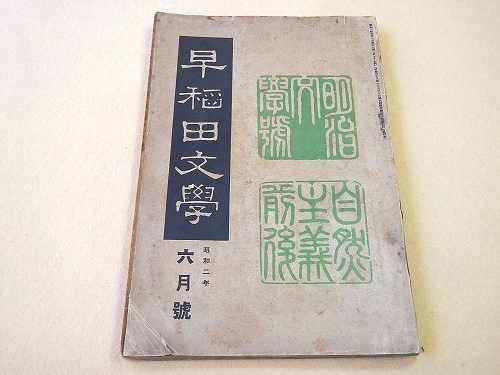 早稲田文學
昭和二年
六月號
明治文學號
自然主義前後